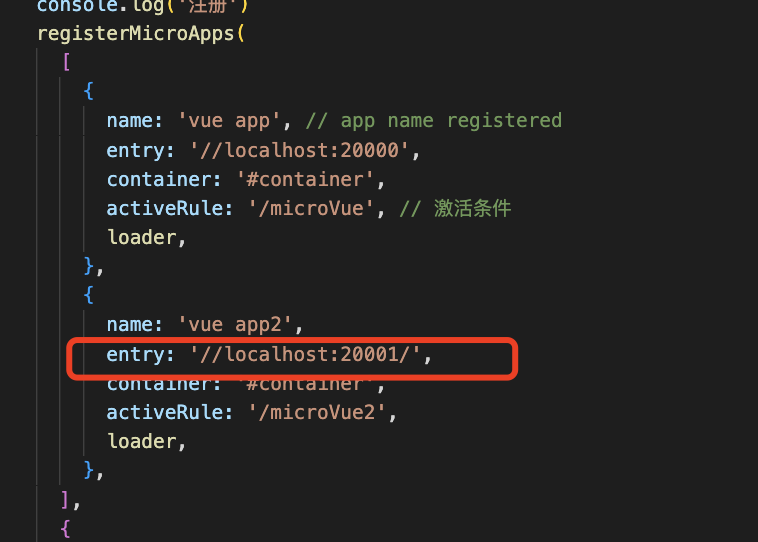 console.log('注册')
registerMicroApps(
[
{
name: 'vue app', // app name registered
entry: '//localhost:20000',
container: '#container',
activeRule: '/microVue', // 激活条件
loader,
},
{
name: 'vue app2',
entry: '//localhost:20001/',
container: '#container',
activeRule: '/microVue2',
loader,
},
],
{